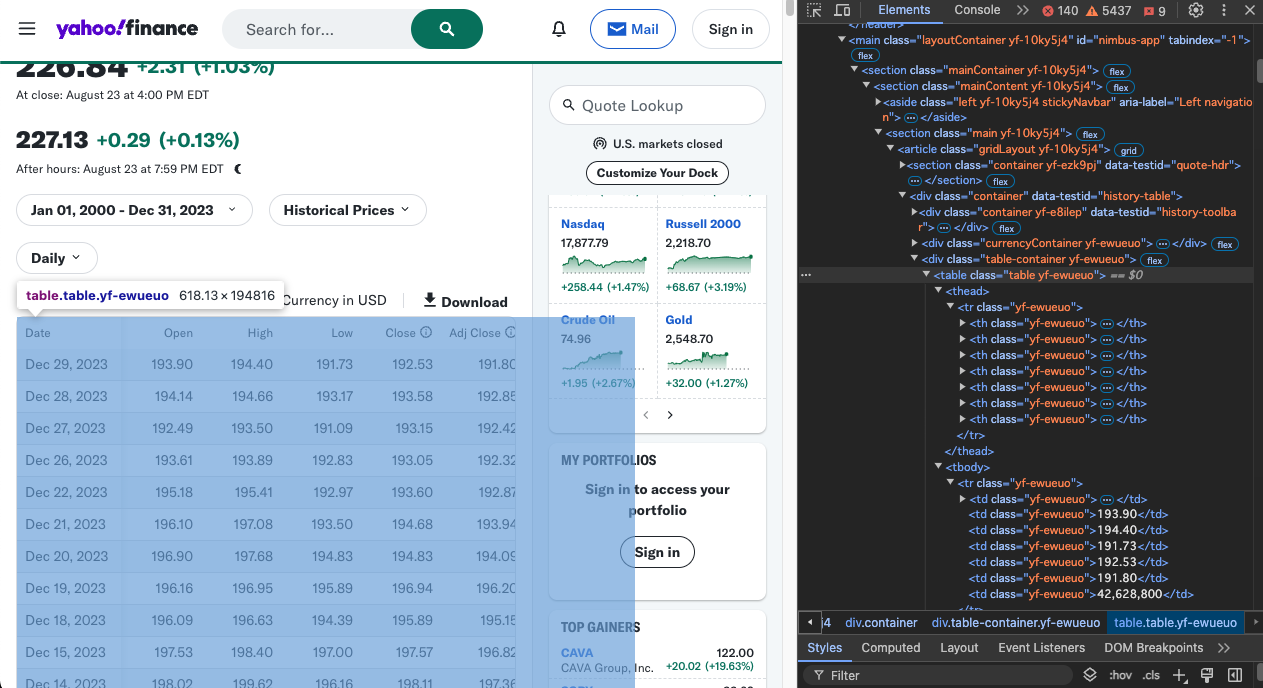 yahoo!finance
Search for...
Mail
Sign in
226.84 +2.31 (+1.03%)
At close: August 23 at 4:00 PM EDT
227.13 +0.29 (+0.13%)
After hours: August 23 at 7:59 PM EDT
Jan 01, 2000 - Dec 31, 2023
Historical Prices
Daily
table.table.yf-ewueuo 618.13 × 194816
Currency in USD
Download
Date Open High Low Close Adj Close
Dec 29, 2023 193.90 194.40 191.73 192.53 191.80
Dec 28, 2023 194.14 194.66 193.17 193.58 192.85
Dec 27, 2023 192.49 193.50 191.09 193.15 192.42
Dec 26, 2023 193.61 193.89 192.83 193.05 192.32
Dec 22, 2023 195.18 195.41 192.97 193.60 192.87
Dec 21, 2023 196.10 197.08 193.50 194.68 193.94
Dec 20, 2023 196.90 197.68 194.83 194.83 194.09
Dec 19, 2023 196.16 196.95 195.89 196.94 196.20
Dec 18, 2023 196.09 196.63 194.39 195.89 195.15
Dec 15, 2023 197.53 198.40 197.00 197.57 196.82
Dec 14, 2023 198.02 199.62 196.16 198.11 197.36
Quote Lookup
U.S. markets closed
Customize Your Dock
Nasdaq
17,877.79
+258.44 (+1.47%)
Russell 2000
2,218.70
+68.67 (+3.19%)
Crude Oil
74.96
+1.95 (+2.67%)
Gold
2,548.70
+32.00 (+1.27%)
MY PORTFOLIOS
Sign in to access your
portfolio
Sign in
TOP GAINERS
CAVA 122.00
CAVA Group, Inc. +20.02 (+19.63%)
Elements Console 140 5437 9
</header>
<main class="layoutContainer yf-10ky5j4" id="nimbus-app" tabindex="-1">
flex
<section class="mainContainer yf-10ky5j4"> flex
<section class="mainContent yf-10ky5j4"> flex
<aside class="left yf-10ky5j4 stickyNavbar" aria-label="Left navigatio
n"> … </aside>
<section class="main yf-10ky5j4"> flex
<article class="gridLayout yf-10ky5j4"> grid
<section class="container yf-ezk9pj" data-testid="quote-hdr">
… </section> flex
<div class="container" data-testid="history-table">
<div class="container yf-e8ilep" data-testid="history-toolba
r"> … </div> flex
<div class="currencyContainer yf-ewueuo"> … </div> flex
<div class="table-container yf-ewueuo"> flex
… <table class="table yf-ewueuo"> == $0
<thead>
<tr class="yf-ewueuo">
<th class="yf-ewueuo"> … </th>
<th class="yf-ewueuo"> … </th>
<th class="yf-ewueuo"> … </th>
<th class="yf-ewueuo"> … </th>
<th class="yf-ewueuo"> … </th>
<th class="yf-ewueuo"> … </th>
<th class="yf-ewueuo"> … </th>
</tr>
</thead>
<tbody>
<tr class="yf-ewueuo">
<td class="yf-ewueuo"> … </td>
<td class="yf-ewueuo">193.90</td>
<td class="yf-ewueuo">194.40</td>
<td class="yf-ewueuo">191.73</td>
<td class="yf-ewueuo">192.53</td>
<td class="yf-ewueuo">191.80</td>
<td class="yf-ewueuo">42,628,800</td>
</tr>
j4 div.container div.table-container.yf-ewueuo table.table.yf-ewueuo
Styles Computed Layout Event Listeners DOM Breakpoints
Filter :hov .cls